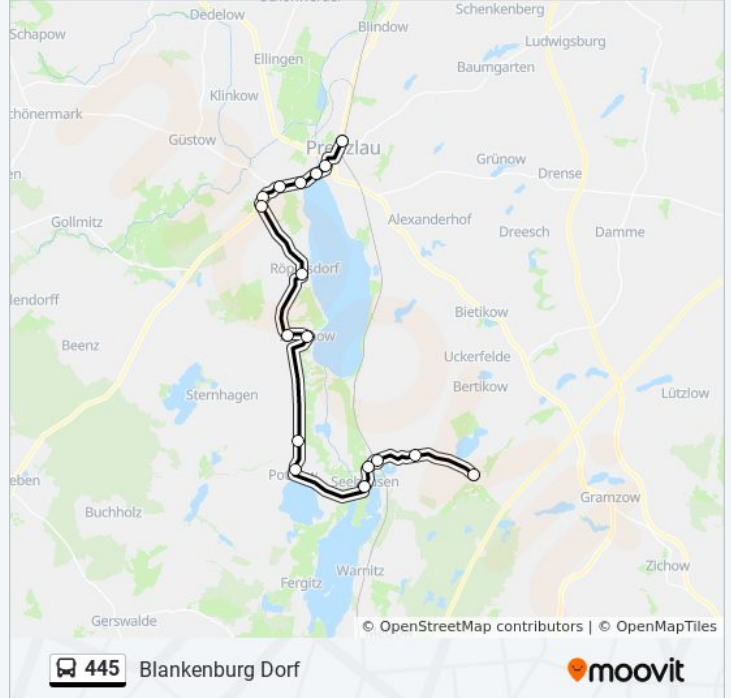 Dedelow
Schenkenberg
Schapow
Blindow
Ludwigsburg
Ellingen
Baumgarten
Klinkow
Güstow
Grünow
Drense
Gollmitz
Alexanderhof
Dreesch
Damme
Bietikow
Beenz
Uckerfelde
Bertikow
Sternhagen
Lützlow
Gramzow
Buchholz
Zichow
Warnitz
Fergitz
Gerswalde
© OpenStreetMap contributors | © OpenMapTiles
445 Blankenburg Dorf
moovit